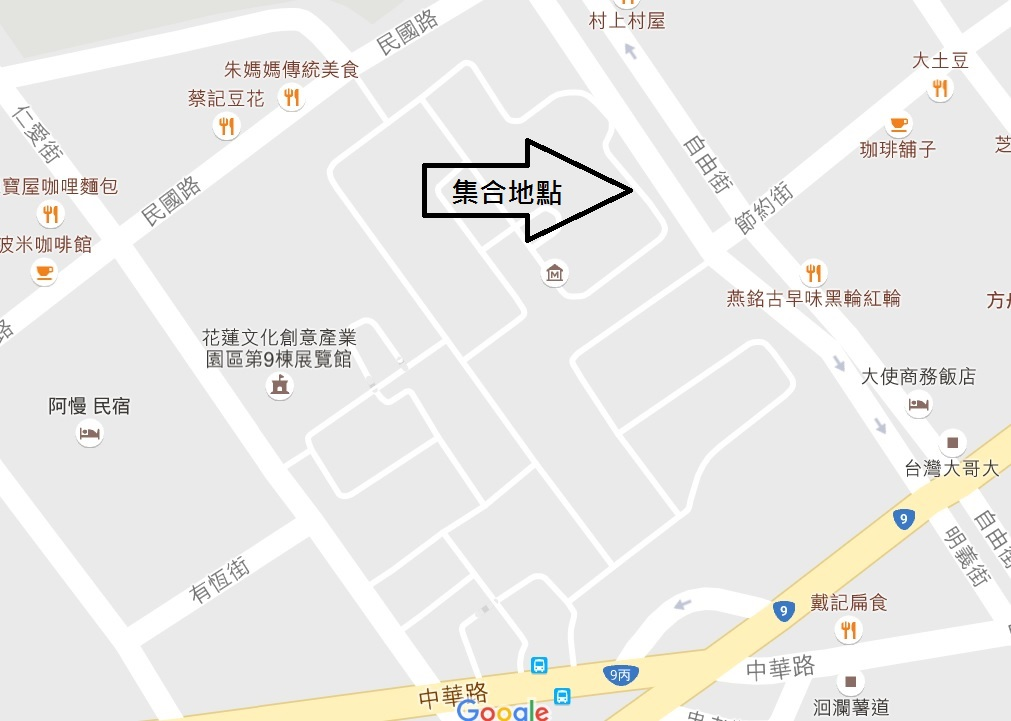 村上村屋
民國路
朱媽媽傳統美食
大土豆
蔡記豆花
仁愛街
珈琲舖子
芝
自由街
寶屋咖哩麵包
民國路
集合地點
節約街
波米咖啡館
燕銘古早味黑輪紅輪
方舟
路
花蓮文化創意產業
園區第9棟展覽館
M
大使商務飯店
阿慢 民宿
台灣大哥大
9
自由街
明義街
有恆街
戴記扁食
9
中華路
9丙
中華路
洄瀾薯道
Google